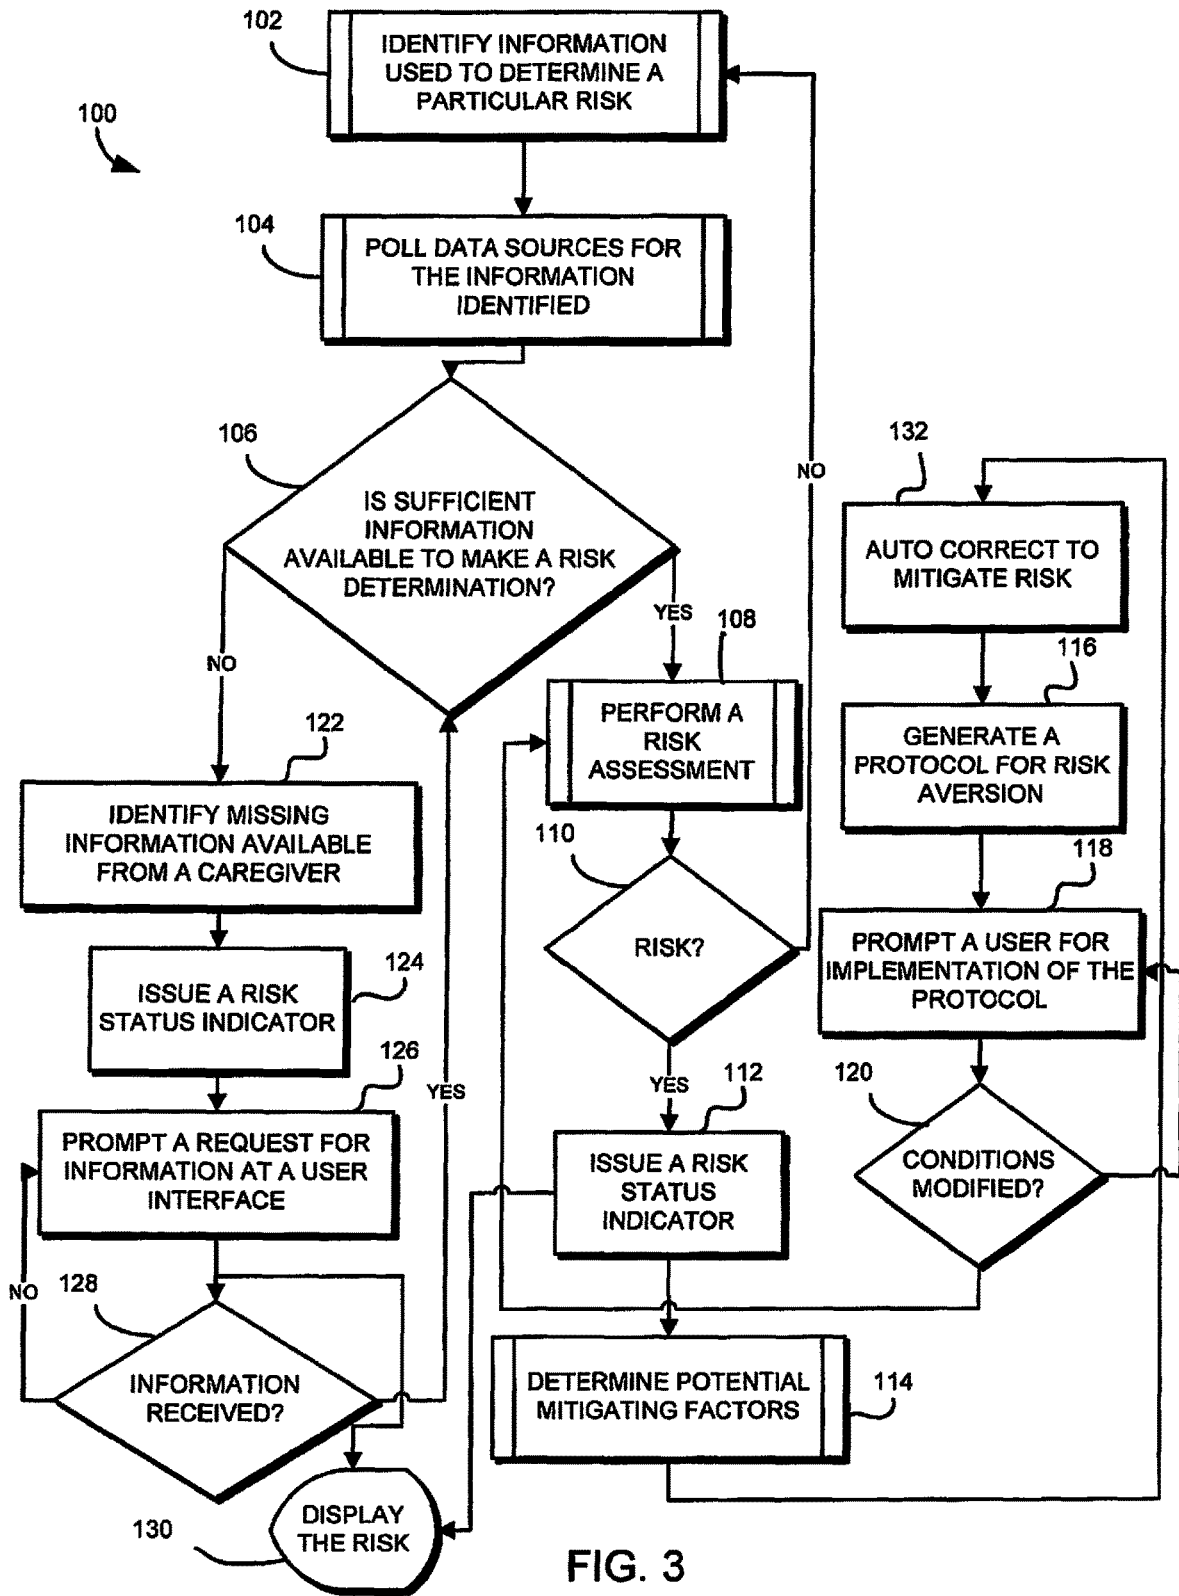 102
IDENTIFY INFORMATION
USED TO DETERMINE A
PARTICULAR RISK
100
104
POLL DATA SOURCES FOR
THE INFORMATION
IDENTIFIED
106
IS SUFFICIENT
INFORMATION
AVAILABLE TO MAKE A RISK
DETERMINATION?
NO
YES
NO
108
PERFORM A
RISK
ASSESSMENT
122
IDENTIFY MISSING
INFORMATION AVAILABLE
FROM A CAREGIVER
124
ISSUE A RISK
STATUS INDICATOR
126
PROMPT A REQUEST FOR
INFORMATION AT A USER
INTERFACE
YES
NO
128
INFORMATION
RECEIVED?
130
DISPLAY
THE RISK
110
RISK?
YES
112
ISSUE A RISK
STATUS
INDICATOR
DETERMINE POTENTIAL
MITIGATING FACTORS
114
132
AUTO CORRECT TO
MITIGATE RISK
116
GENERATE A
PROTOCOL FOR RISK
AVERSION
118
PROMPT A USER FOR
IMPLEMENTATION OF THE
PROTOCOL
120
CONDITIONS
MODIFIED?
FIG. 3